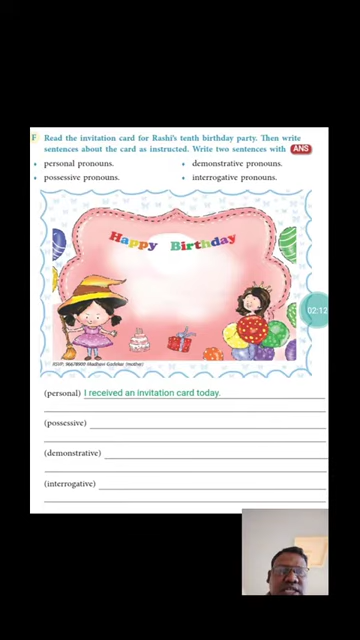 F Read the invitation card for Rashi's tenth birthday party. Then write
sentences about the card as instructed. Write two sentences with ANS
• personal pronouns.
• demonstrative pronouns.
• possessive pronouns.
• interrogative pronouns.
Happy Birthday
(mother)
02:12
(personal) I received an invitation card today.
(possessive)
(demonstrative)
(interrogative)